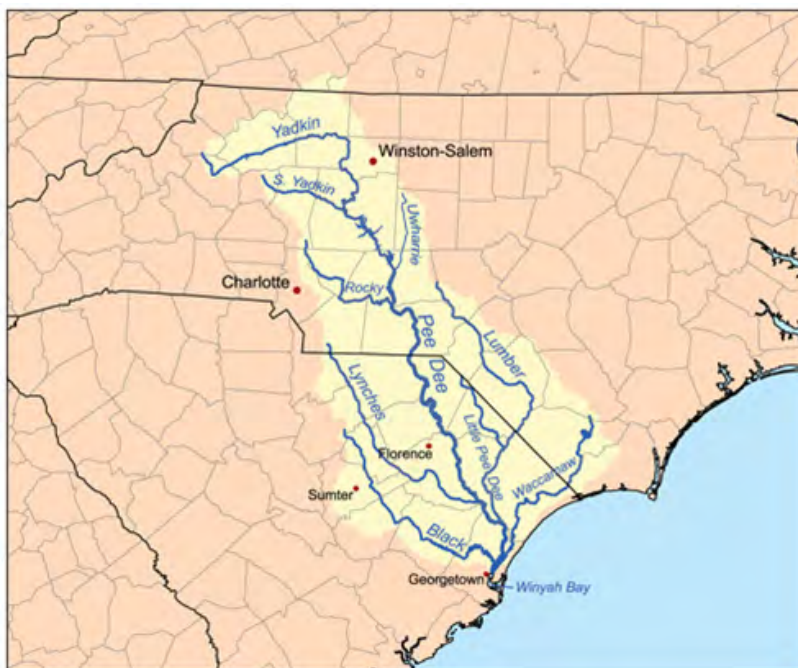 Yadkin
Winston-Salem
S. Yadkin
Uwharrie
Charlotte
Rocky
Pee Dee
Lumber
Lynches
Little Pee Dee
Florence
Waccamaw
Sumter
Black
Georgetown
Winyah Bay